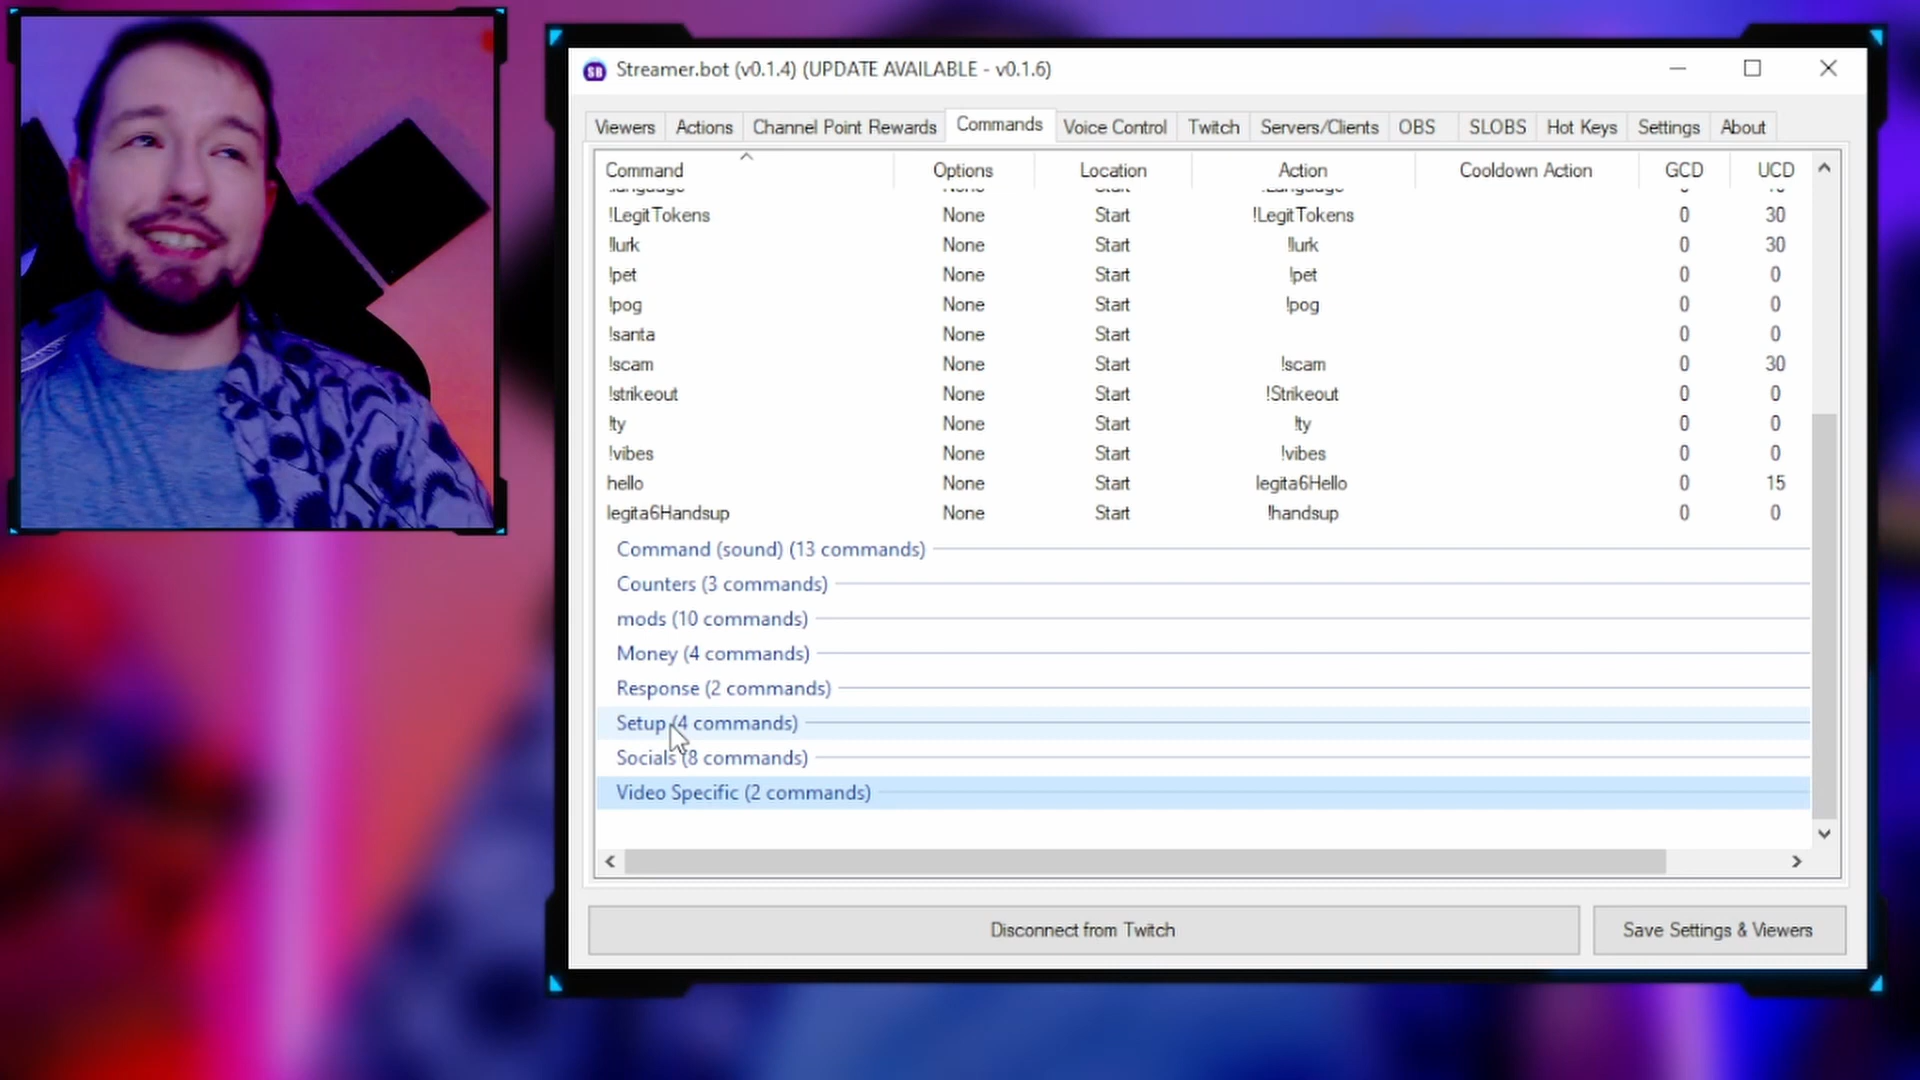 SB Streamer.bot (v0.1.4) (UPDATE AVAILABLE - v0.1.6)
Viewers Actions Channel Point Rewards Commands Voice Control Twitch Servers/Clients OBS SLOBS Hot Keys Settings About
Command Options Location Action Cooldown Action GCD UCD
!LegitTokens None Start !LegitTokens 0 30
!lurk None Start !lurk 0 30
!pet None Start !pet 0 0
!pog None Start !pog 0 0
!santa None Start 0 0
!scam None Start !scam 0 30
!strikeout None Start !Strikeout 0 0
!ty None Start !ty 0 0
!vibes None Start !vibes 0 0
hello None Start legita6Hello 0 15
legita6Handsup None Start !handsup 0 0
Command (sound) (13 commands)
Counters (3 commands)
mods (10 commands)
Money (4 commands)
Response (2 commands)
Setup (4 commands)
Socials (8 commands)
Video Specific (2 commands)
Disconnect from Twitch Save Settings & Viewers